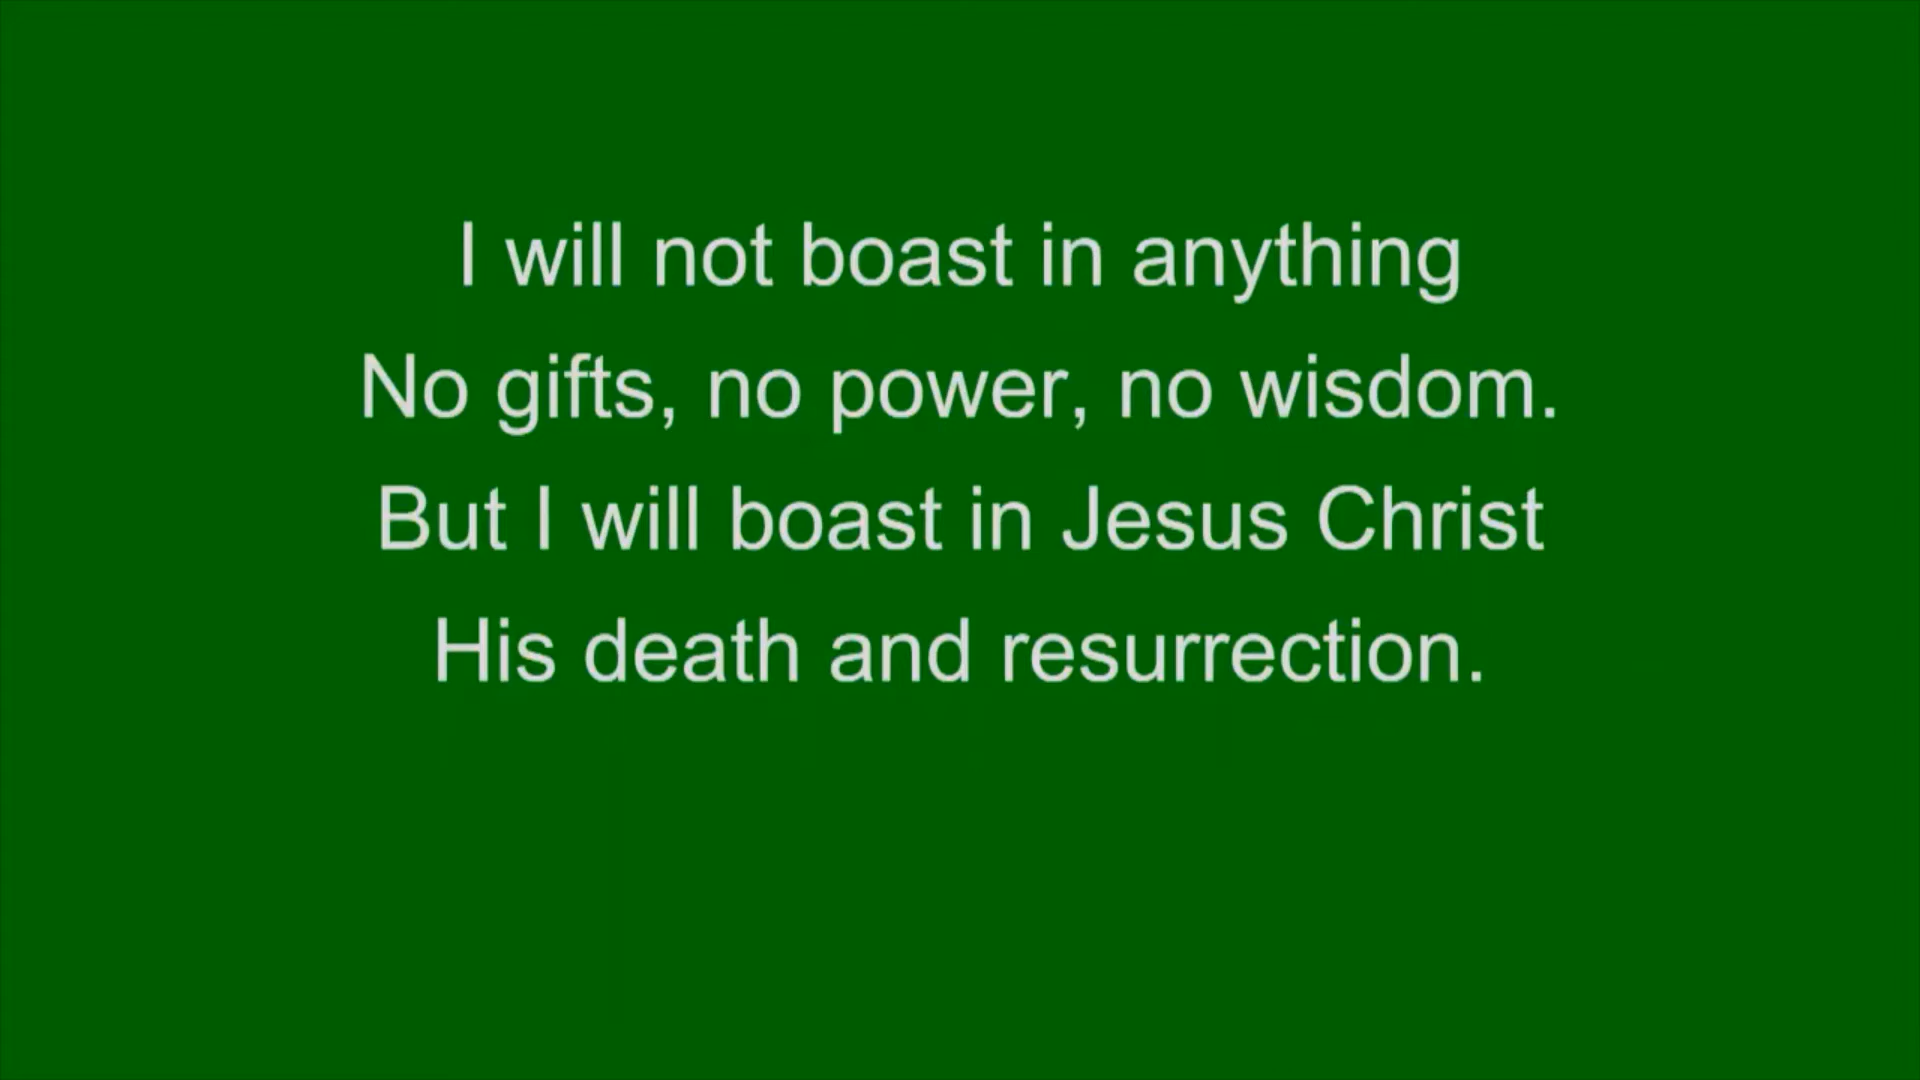 I will not boast in anything
No gifts, no power, no wisdom.
But I will boast in Jesus Christ
His death and resurrection.